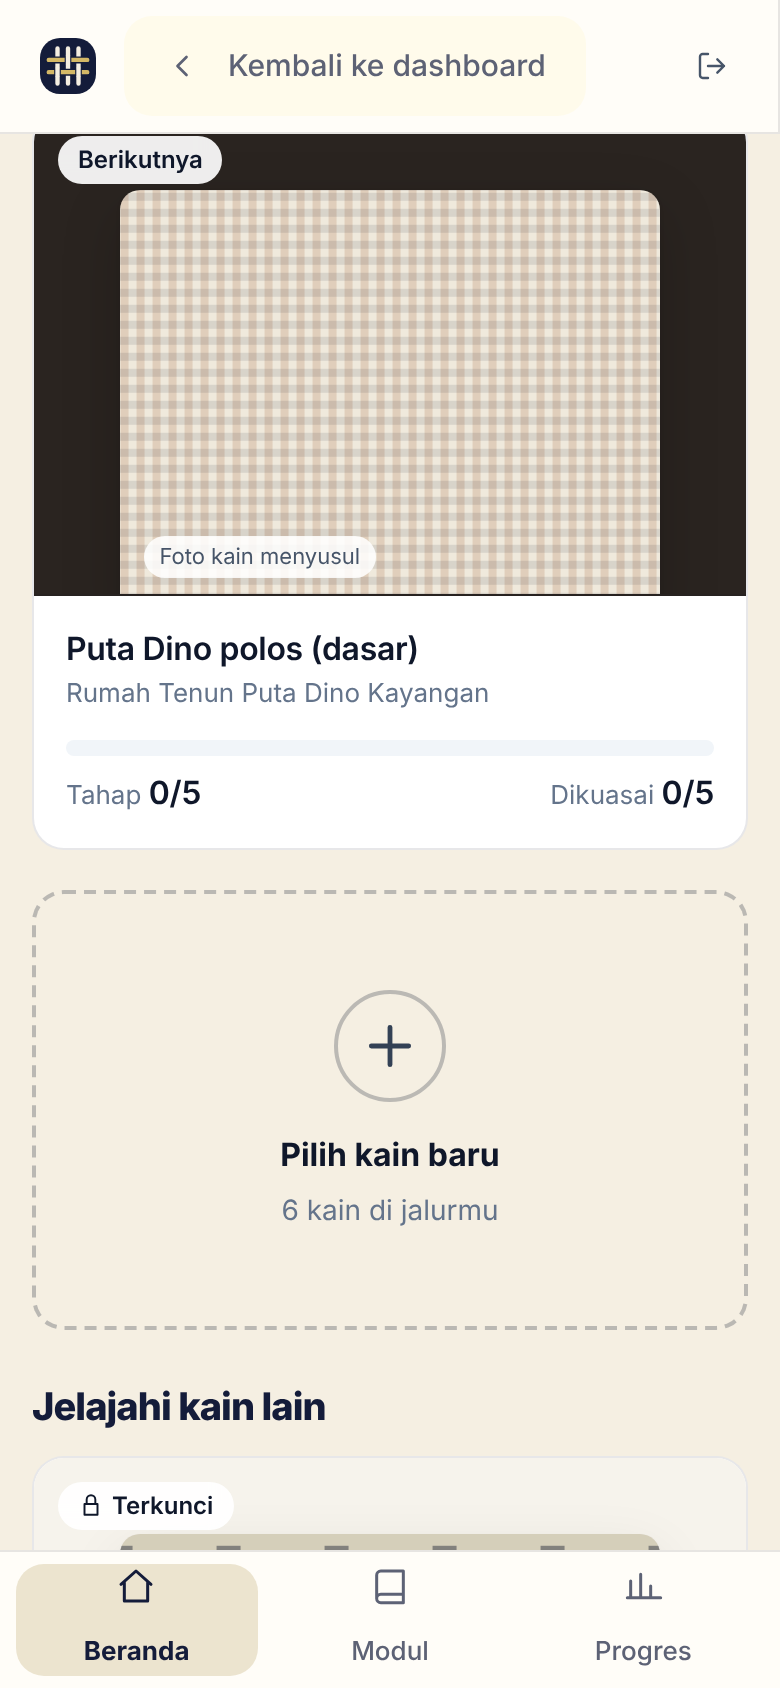 Kembali ke dashboard
Berikutnya
Foto kain menyusul
Puta Dino polos (dasar)
Rumah Tenun Puta Dino Kayangan
Tahap 0/5
Dikuasai 0/5
Pilih kain baru
6 kain di jalurmu
Jelajahi kain lain
Terkunci
Beranda
Modul
Progres